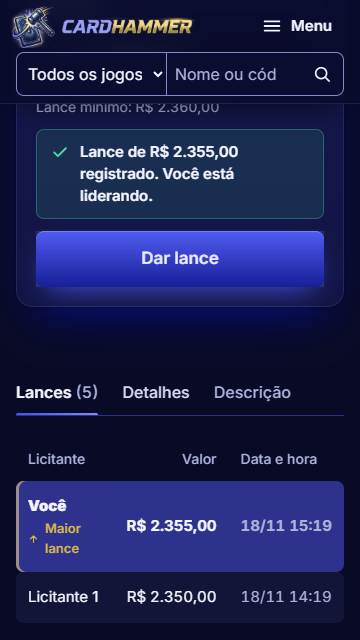 CARDHAMMER
Menu
Todos os jogos
Nome ou cód
Lance mínimo: R$ 2.360,00
Lance de R$ 2.355,00
registrado. Você está
liderando.
Dar lance
Lances (5) Detalhes Descrição
Licitante Valor Data e hora
Você
Maior
lance
R$ 2.355,00 18/11 15:19
Licitante 1 R$ 2.350,00 18/11 14:19